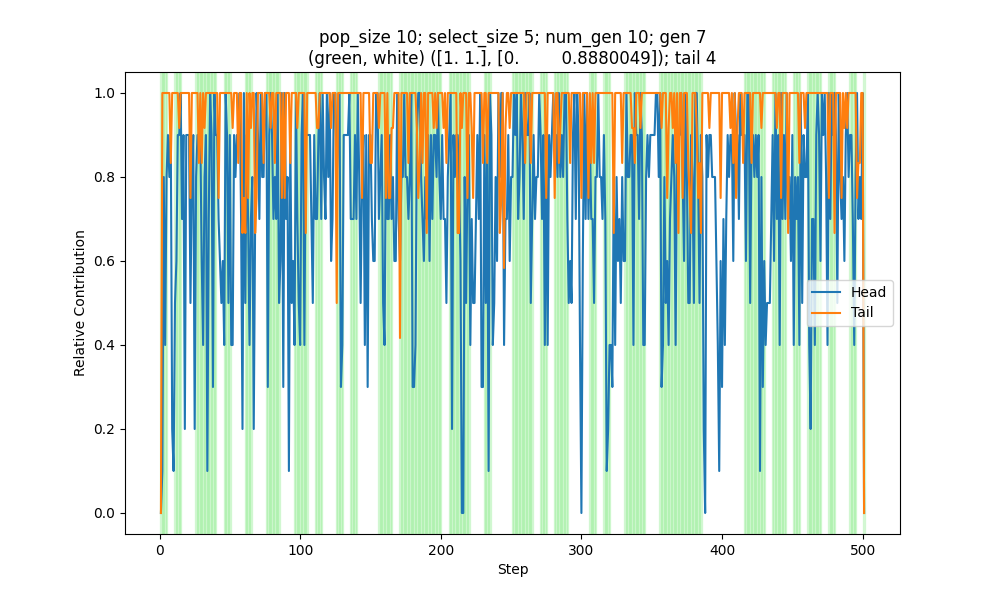 pop_size 10; select_size 5; num_gen 10; gen 7
(green, white) ([1. 1.], [0.         0.8880049]); tail 4
1.0
0.8
0.6
0.4
0.2
0.0
Relative Contribution
Head
Tail
0
100
200
300
400
500
Step